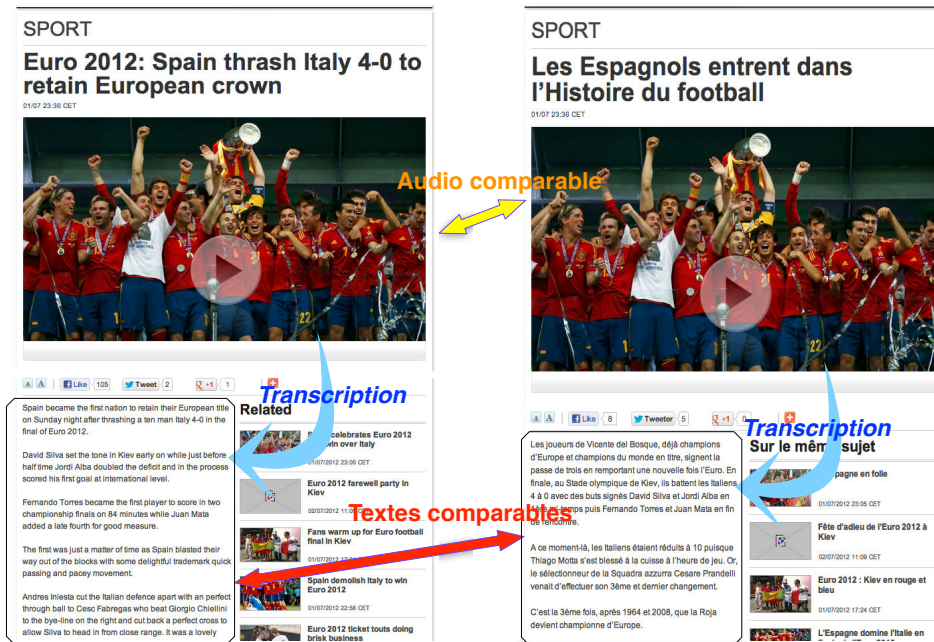 SPORT
Euro 2012: Spain thrash Italy 4-0 to
retain European crown
01/07 23:36 CET
A A
Like 105
Tweet 2
+1 1
Transcription
Spain became the first nation to retain their European title
on Sunday night after thrashing a ten man Italy 4-0 in the
final of Euro 2012.
David Silva set the tone in Kiev early on while just before
half time Jordi Alba doubled the deficit and in the process
scored his first goal at international level.
Fernando Torres became the first player to score in two
championship finals on 84 minutes while Juan Mata
added a late fourth for good measure.
The first was just a matter of time as Spain blasted their
way out of the blocks with some delightful trademark quick
passing and pacey movement.
Andres Iniesta cut the Italian defence apart with an perfect
through ball to Cesc Fabregas who beat Giorgio Chiellini
to the bye-line on the right and cut back a perfect cross to
allow Silva to head in from close range. It was a lovely
Related
celebrates Euro 2012
win over Italy
01/07/2012 23:05 CET
Euro 2012 farewell party in
Kiev
02/07/2012
Fans warm up for Euro football
final in Kiev
01/07/2012
Spain demolish Italy to win
Euro 2012
01/07/2012 22:56 CET
Euro 2012 ticket touts doing
brisk business
Audio comparable
Textes comparables
SPORT
Les Espagnols entrent dans
l'Histoire du football
01/07 23:36 CET
A A
Like 8
Tweeter 5
+1 0
Transcription
Les joueurs de Vicente del Bosque, déjà champions
d'Europe et champions du monde en titre, signent la
passe de trois en remportant une nouvelle fois l'Euro. En
finale, au Stade olympique de Kiev, ils battent les Italiens
4 à 0 avec des buts signés David Silva et Jordi Alba en
1ère mi-temps puis Fernando Torres et Juan Mata en fin
de rencontre.
A ce moment-là, les Italiens étaient réduits à 10 puisque
Thiago Motta s'est blessé à la cuisse à l'heure de jeu. Or,
le sélectionneur de la Squadra azzurra Cesare Prandelli
venait d'effectuer son 3ème et dernier changement.
C'est la 3ème fois, après 1964 et 2008, que la Roja
devient championne d'Europe.
Sur le même sujet
en folie
01/07/2012 23:05 CET
Fête d'adieu de l'Euro 2012 à
Kiev
02/07/2012 11:09 CET
Euro 2012 : Kiev en rouge et
bleu
01/07/2012 17:24 CET
L'Espagne domine l'Italie en